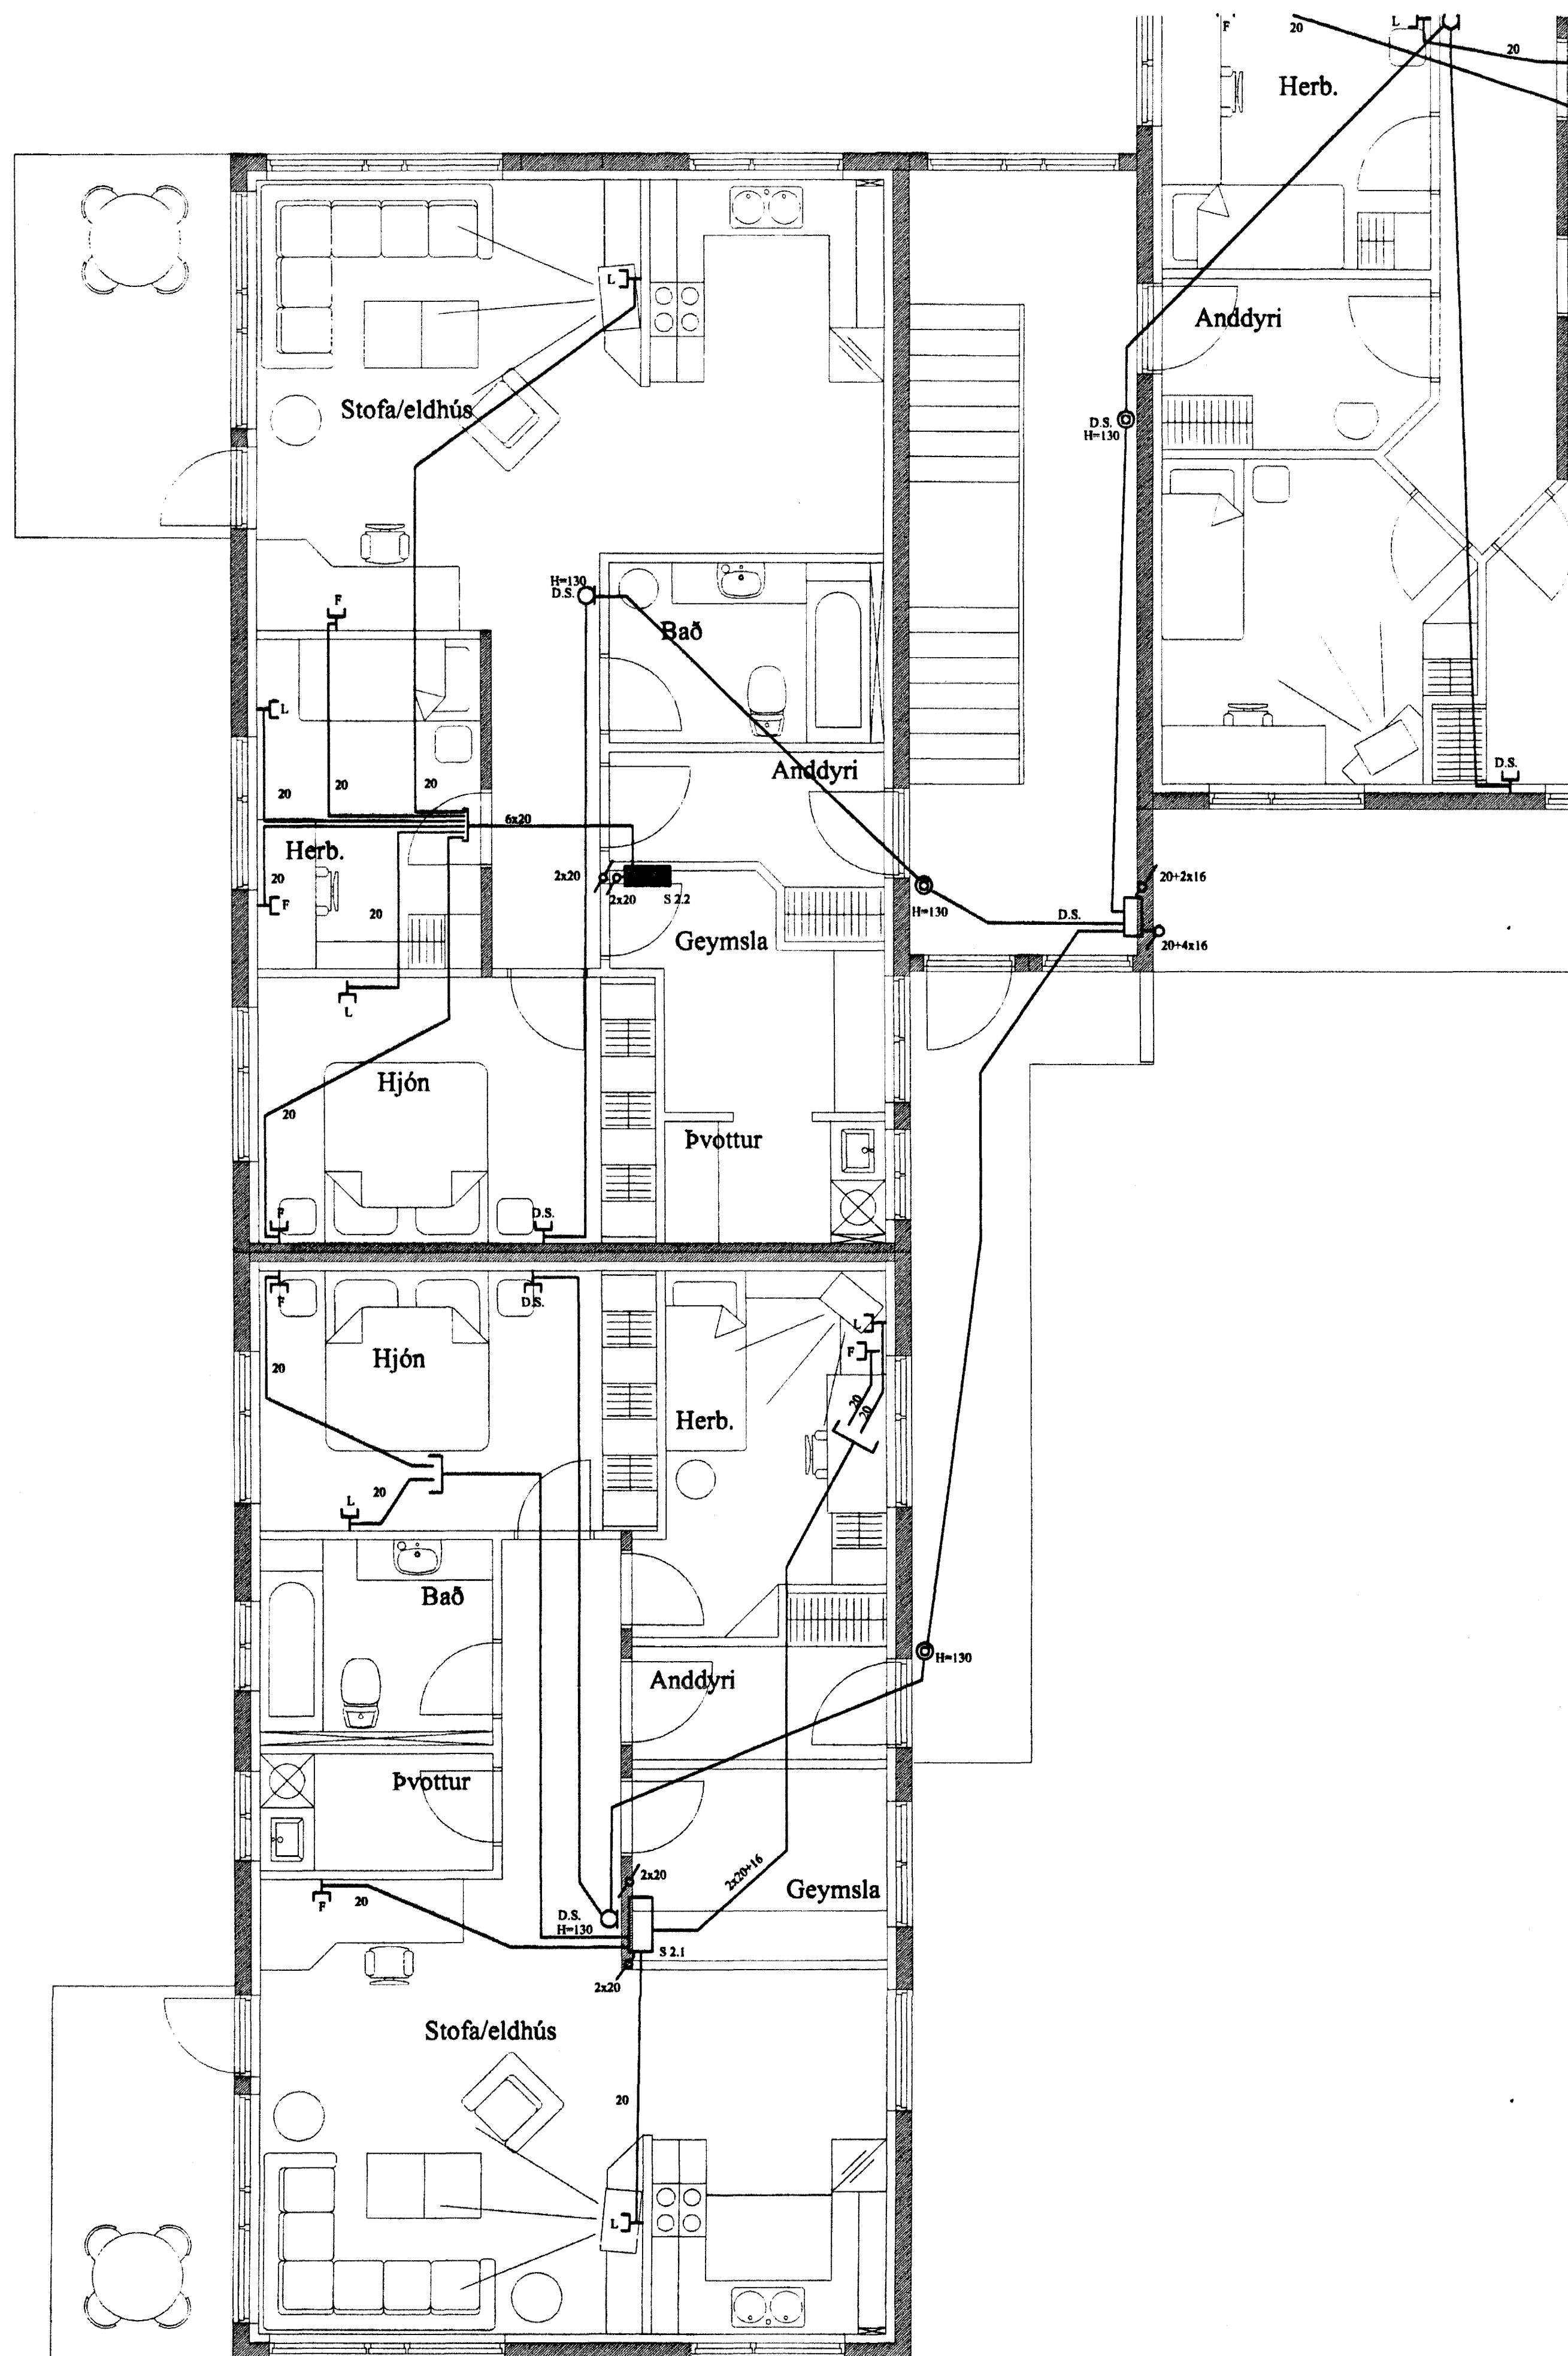 F
20
L
20
Herb.
Anddyri
D.S.
H=130
L
Stofa/eldhús
H=130
D.S.
F
Bað
L
20
20
20
Anddyri
D.S.
6x20
Herb.
20
F
20
2x20
2x20
S 2.2
Geymsla
H=130
D.S.
20+2x16
20+4x16
L
Hjón
20
Þvottur
F
D.S.
F
D.S.
L
F
20
Hjón
Herb.
20
20
L
20
Bað
H=130
Anddyri
Þvottur
2x20
2x20+16
Geymsla
F
20
D.S.
H=130
S 2.1
2x20
Stofa/eldhús
20
L